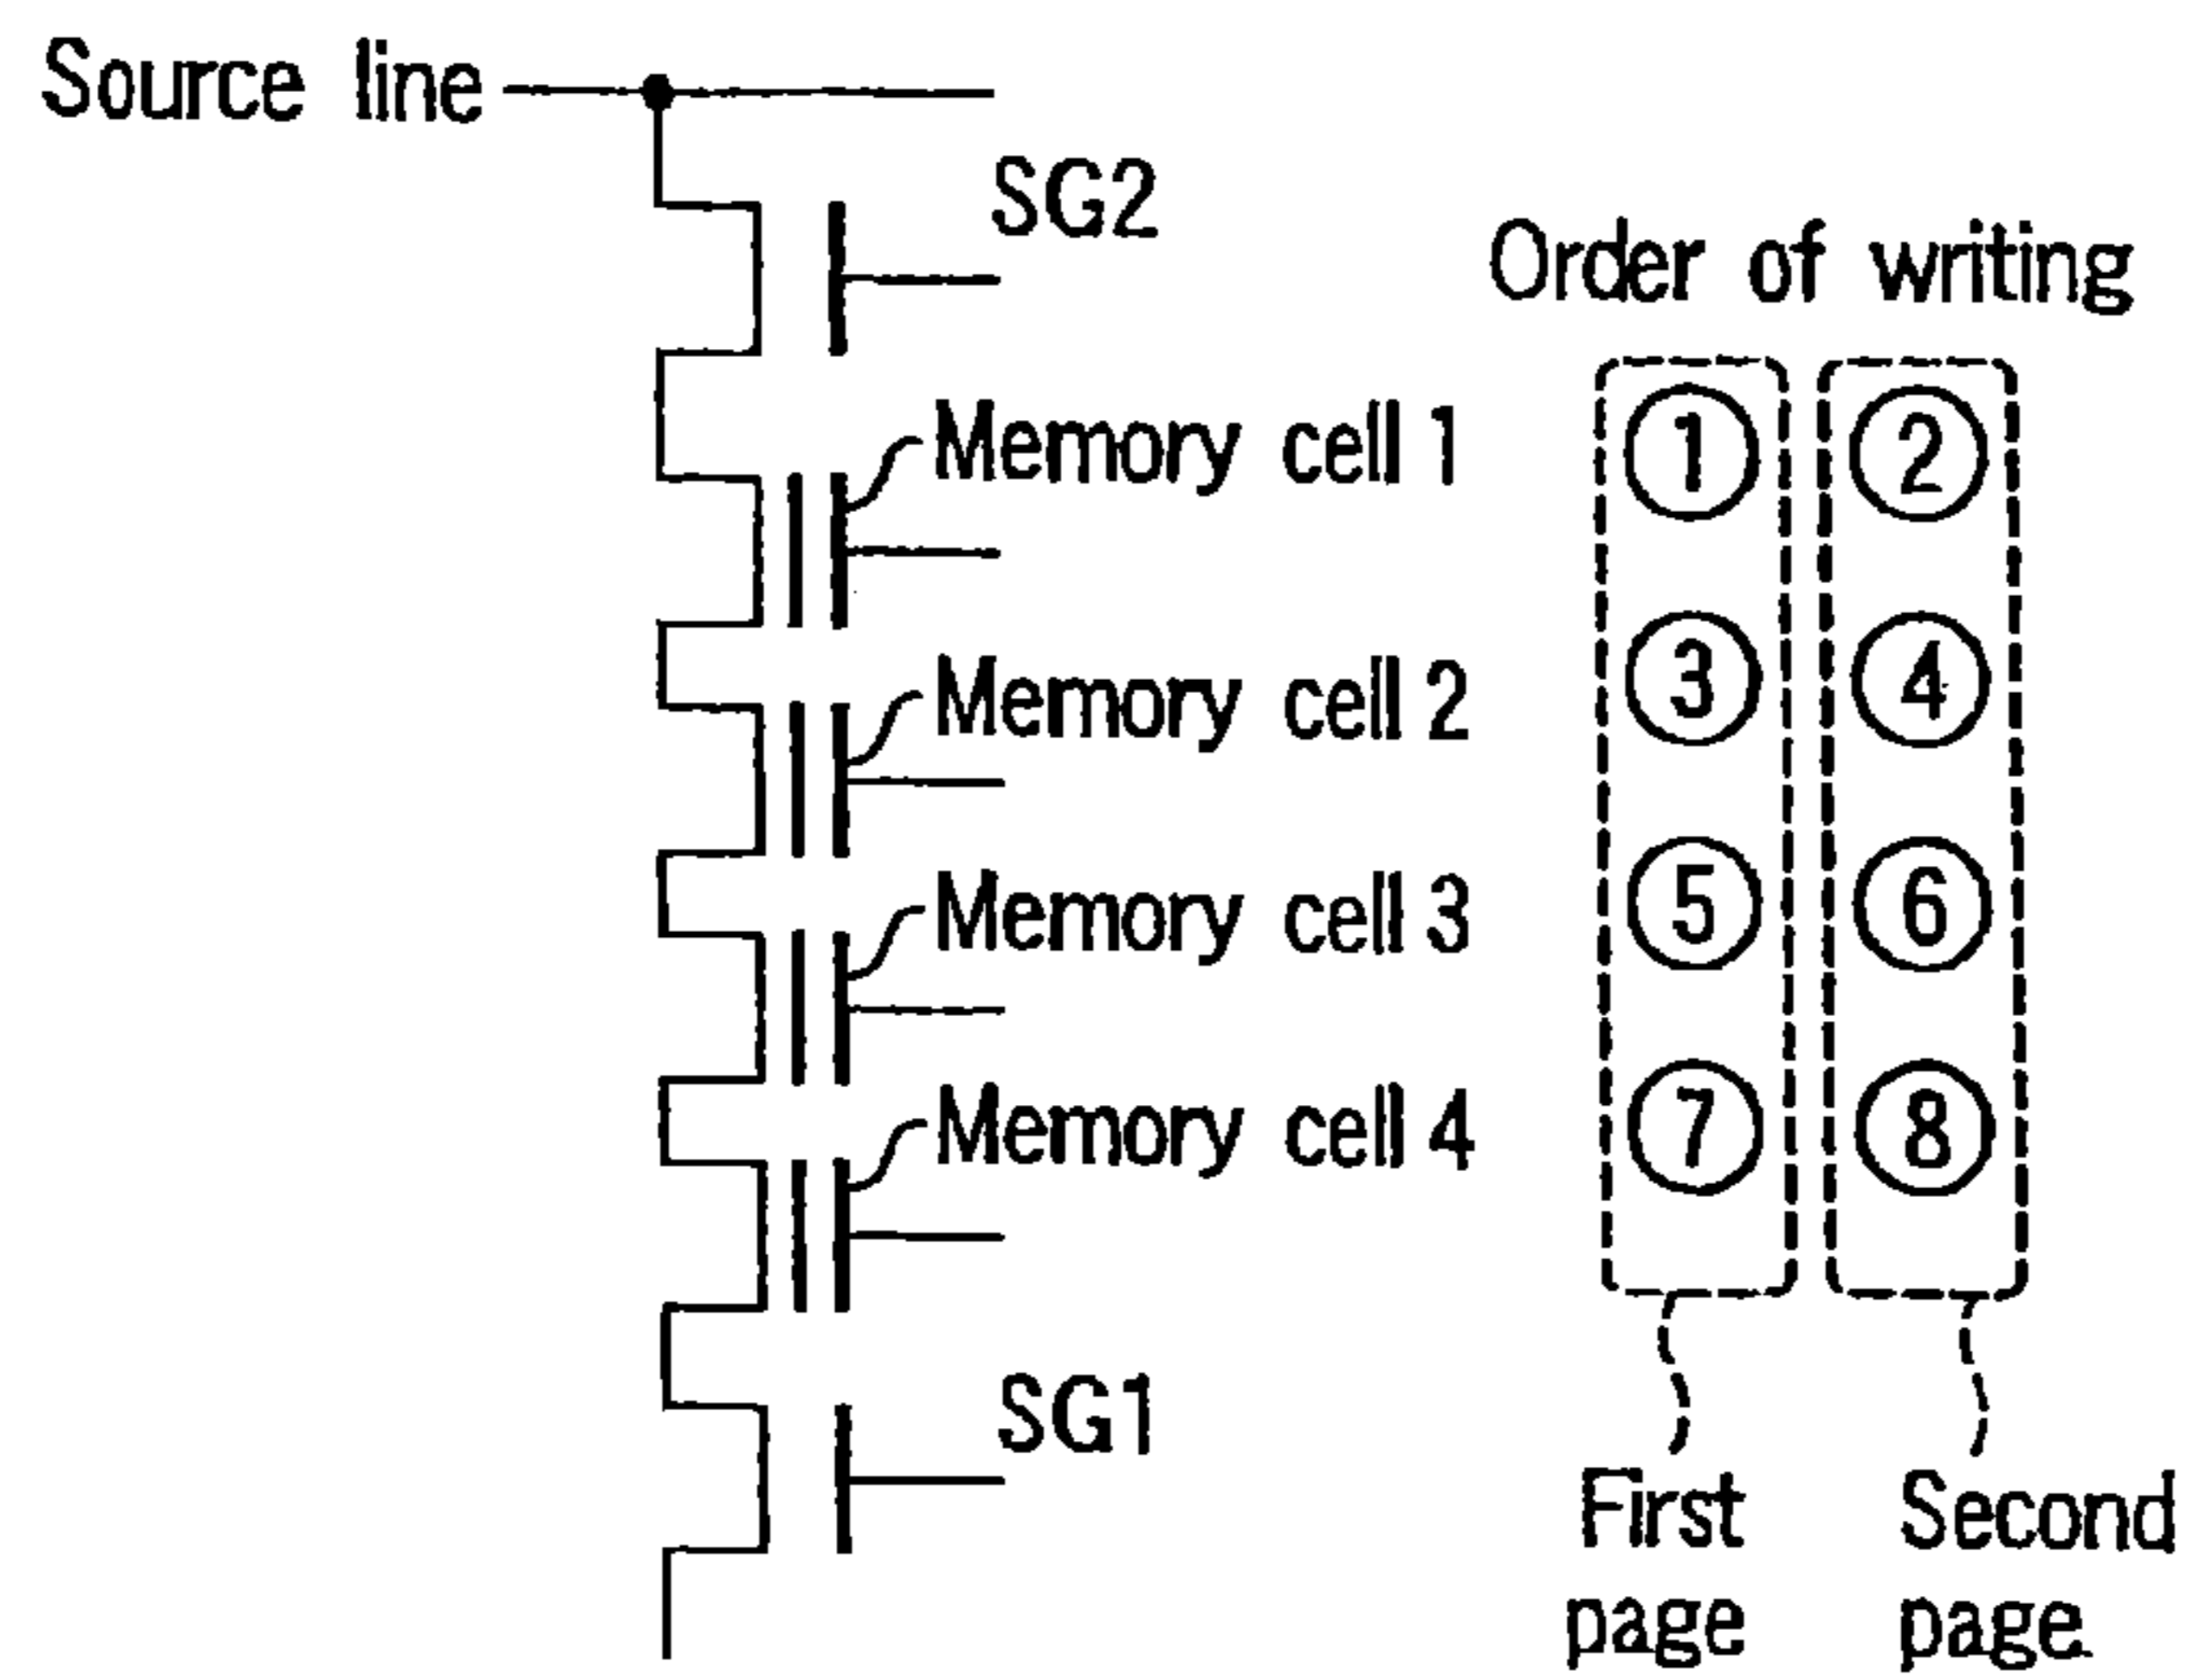 Source line
SG2
Order of writing
Memory cell 1
1 2
Memory cell 2
3 4
Memory cell 3
5 6
Memory cell 4
7 8
SG1
First page
Second page